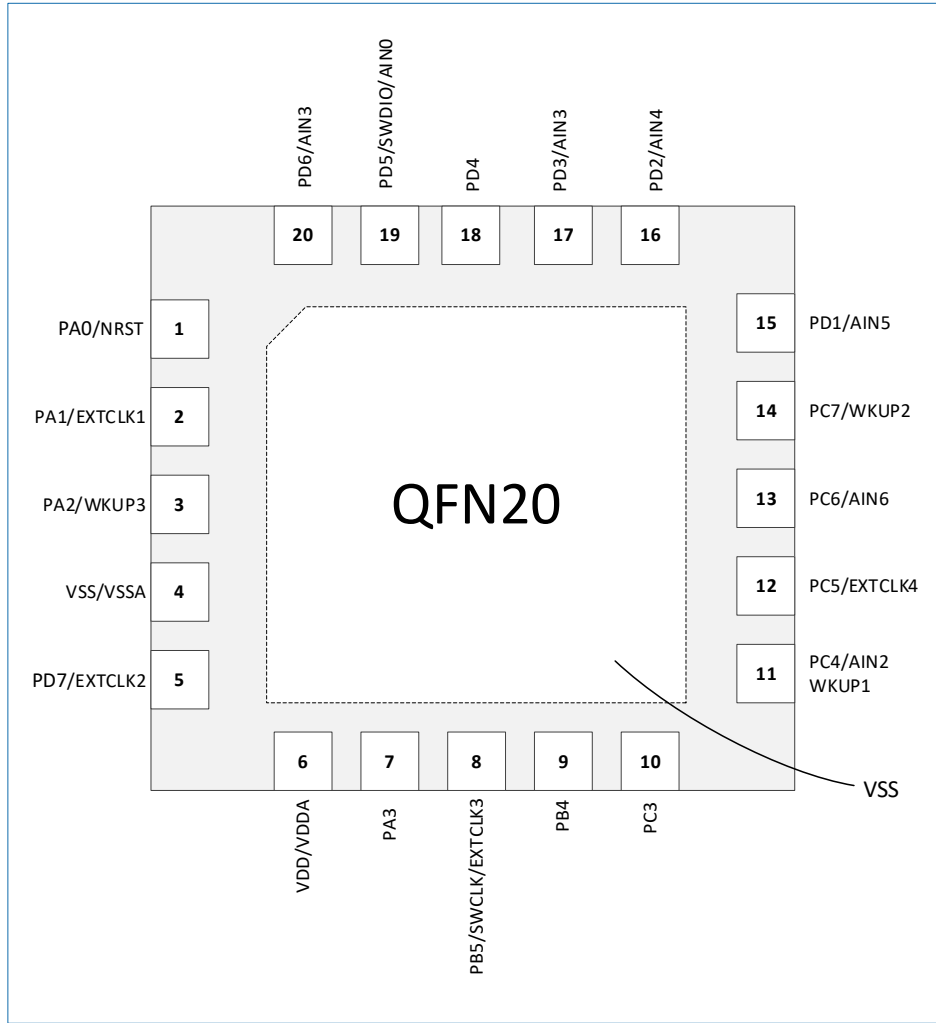 PD6/AIN3
PD5/SWDIO/AIN0
PD4
PD3/AIN3
PD2/AIN4
20
19
18
17
16
PA0/NRST
1
15
PD1/AIN5
PA1/EXTCLK1
2
14
PC7/WKUP2
PA2/WKUP3
3
QFN20
13
PC6/AIN6
VSS/VSSA
4
12
PC5/EXTCLK4
PD7/EXTCLK2
5
11
PC4/AIN2
WKUP1
6
7
8
9
10
VSS
VDD/VDDA
PA3
PB5/SWCLK/EXTCLK3
PB4
PC3